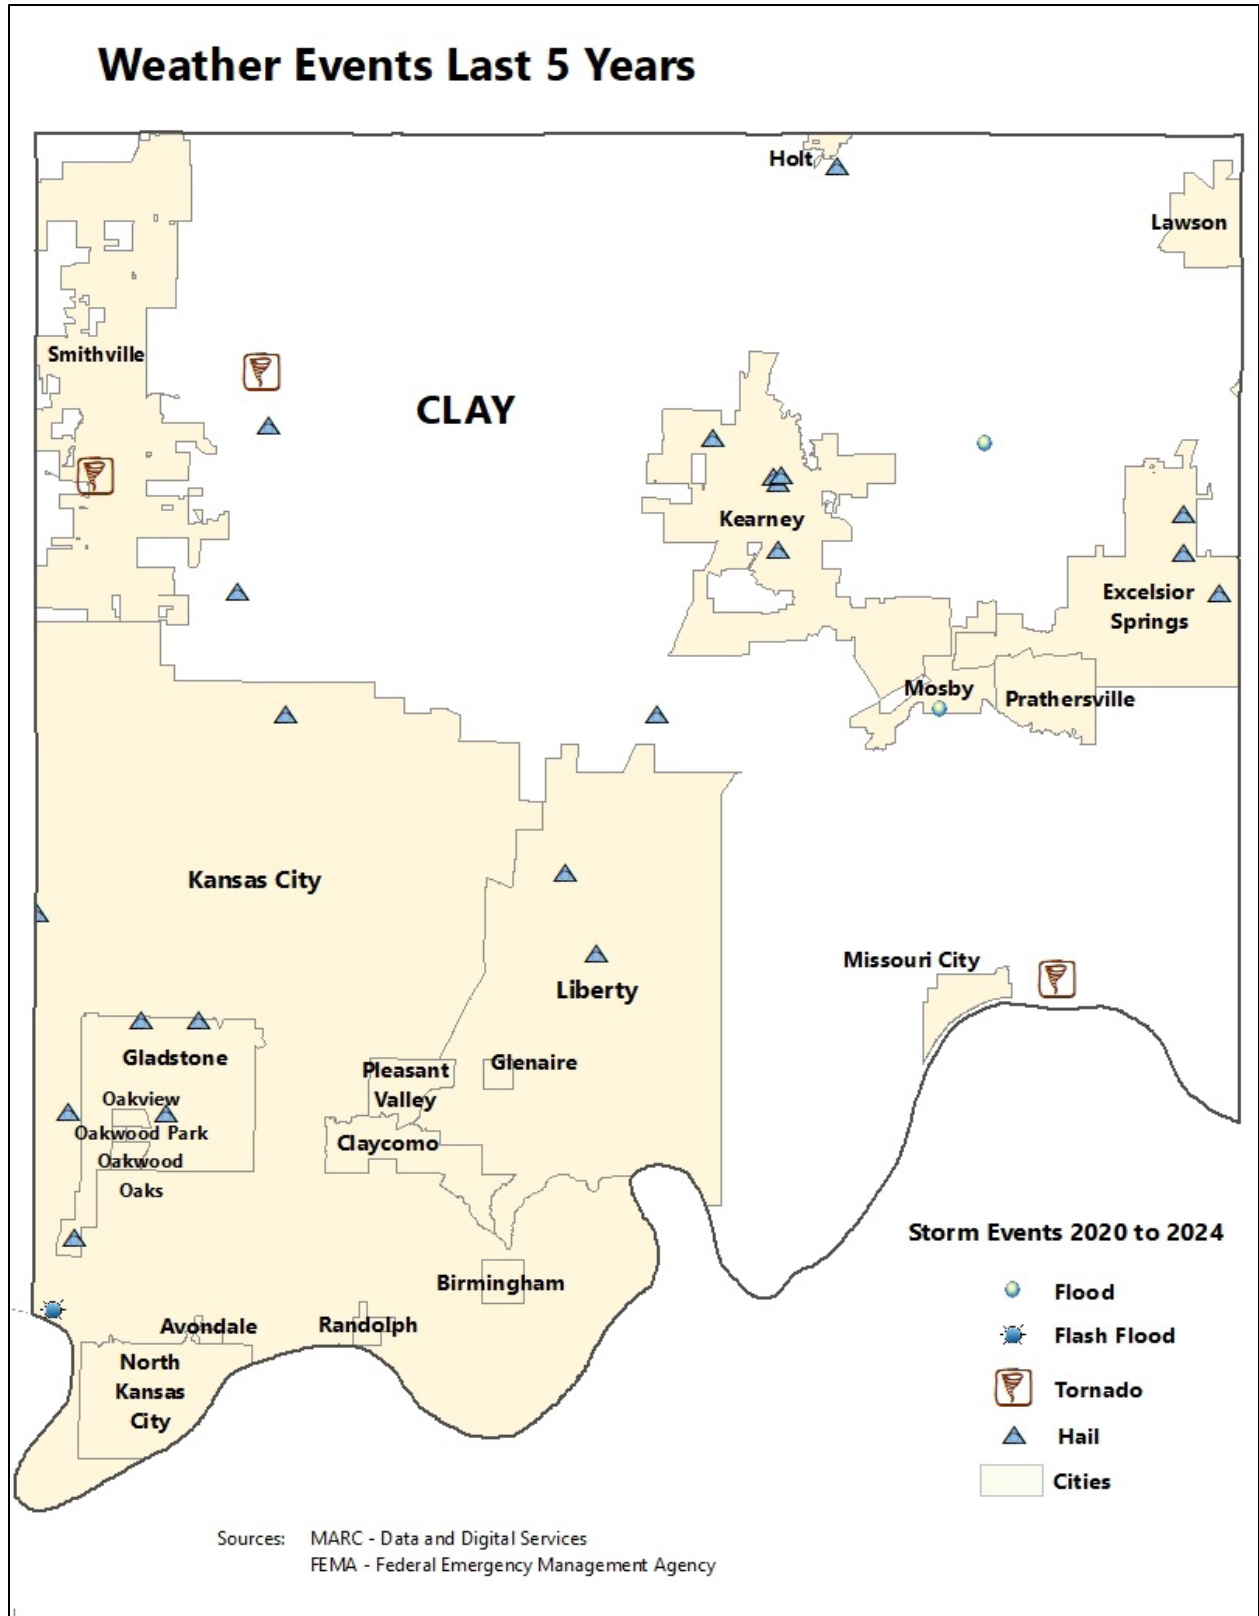 Weather Events Last 5 Years
Holt
Lawson
Smithville
CLAY
Kearney
Excelsior
Springs
Mosby
Prathersville
Kansas City
Missouri City
Liberty
Gladstone
Glenaire
Pleasant
Valley
Oakview
Oakwood Park
Claycomo
Oakwood
Oaks
Birmingham
Avondale
Randolph
North
Kansas
City
Storm Events 2020 to 2024
Flood
Flash Flood
Tornado
Hail
Cities
Sources: MARC - Data and Digital Services
FEMA - Federal Emergency Management Agency